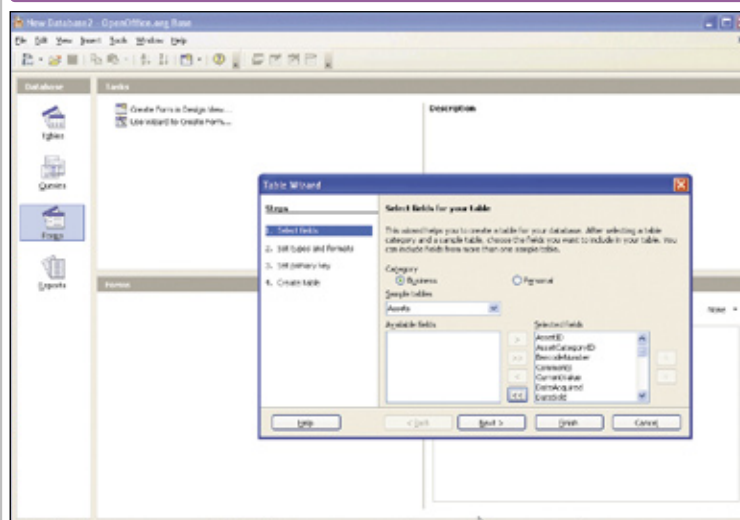 New Database2 - OpenOffice.org Base
File Edit View Insert Tools Window Help
Database
Tasks
Create Form in Design View...
Use Wizard to Create Form...
Description
Tables
Queries
Forms
Reports
Forms
None
Table Wizard
Steps
1. Select fields
2. Set types and formats
3. Set primary key
4. Create table
Select fields for your table
This wizard helps you to create a table for your database. After selecting a table
category and a sample table, choose the fields you want to include in your table. You
can include fields from more than one sample table.
Category
Business
Personal
Sample tables
Assets
Available fields
Selected fields
AssetID
AssetCategoryID
BarcodeNumber
Comments
CurrentValue
DateAcquired
DateSold
>
>>
<
<<
Help
< Back
Next >
Finish
Cancel